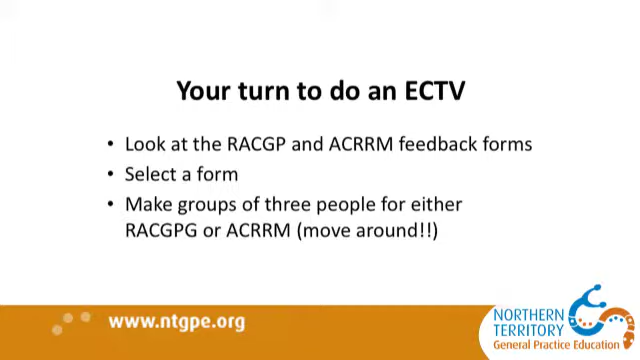 Your turn to do an ECTV
• Look at the RACGP and ACRRM feedback forms
• Select a form
• Make groups of three people for either
RACGPG or ACRRM (move around!!)
www.ntgpe.org
NORTHERN
TERRITORY
General Practice Education